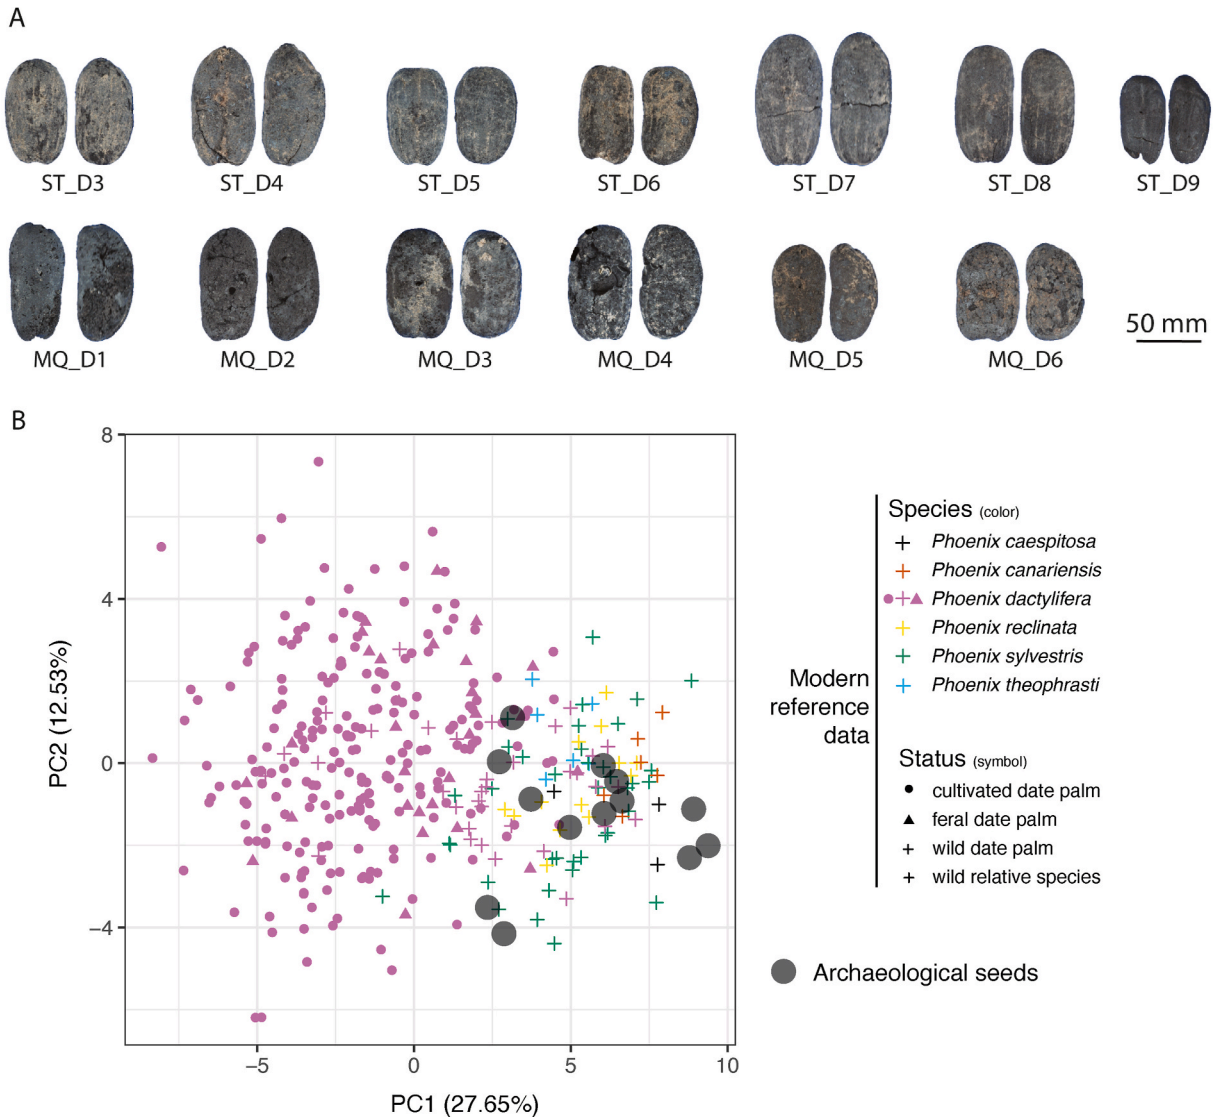 A
ST_D3 ST_D4 ST_D5 ST_D6 ST_D7 ST_D8 ST_D9
MQ_D1 MQ_D2 MQ_D3 MQ_D4 MQ_D5 MQ_D6
50 mm
B
8
4
0
−4
PC2 (12.53%)
−5 0 5 10
PC1 (27.65%)
Modern
reference
data
Species (color)
Phoenix caespitosa
Phoenix canariensis
Phoenix dactylifera
Phoenix reclinata
Phoenix sylvestris
Phoenix theophrasti
Status (symbol)
cultivated date palm
feral date palm
wild date palm
wild relative species
Archaeological seeds